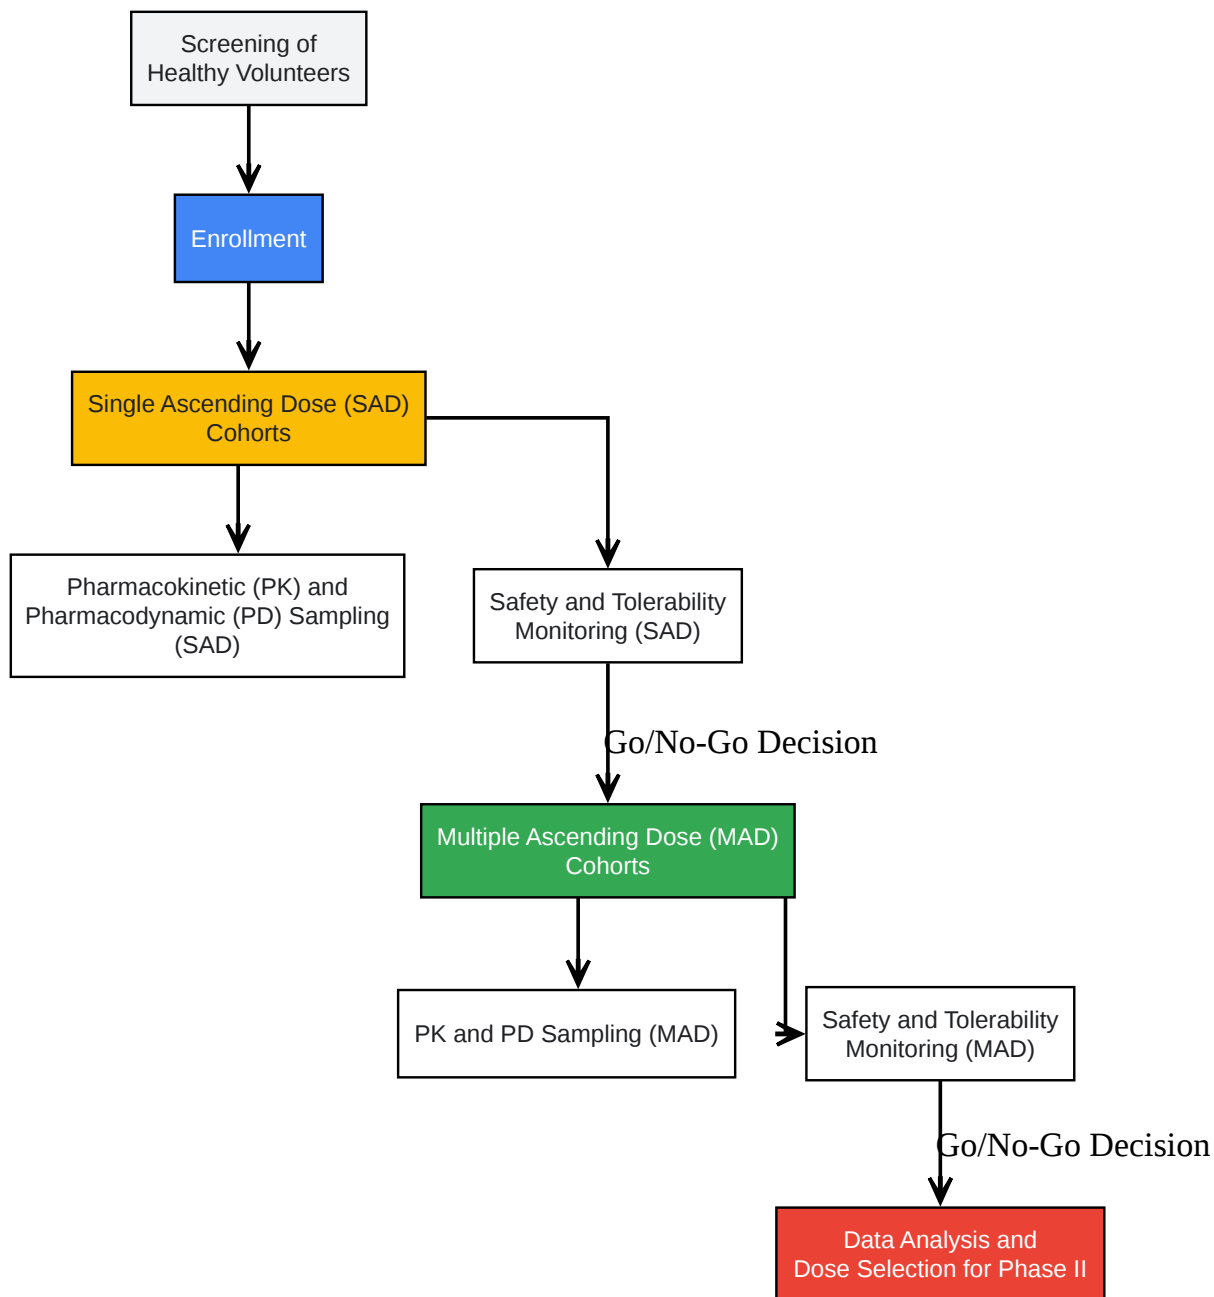 Screening of
Healthy Volunteers
Enrollment
Single Ascending Dose (SAD)
Cohorts
Pharmacokinetic (PK) and
Pharmacodynamic (PD) Sampling
(SAD)
Safety and Tolerability
Monitoring (SAD)
Go/No-Go Decision
Multiple Ascending Dose (MAD)
Cohorts
PK and PD Sampling (MAD)
Safety and Tolerability
Monitoring (MAD)
Go/No-Go Decision
Data Analysis and
Dose Selection for Phase II